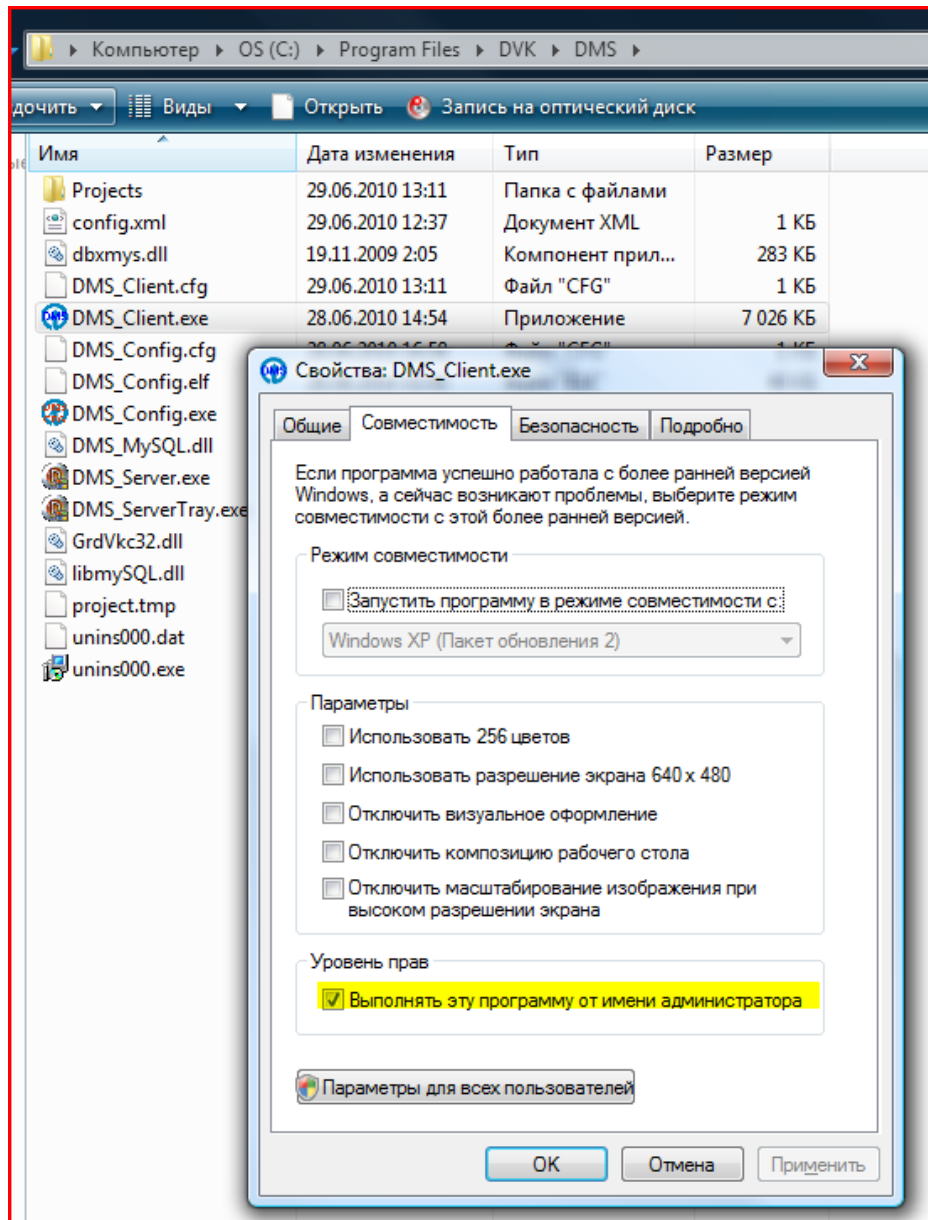 Компьютер ▸ OS (C:) ▸ Program Files ▸ DVK ▸ DMS ▸
Виды Открыть Запись на оптический диск
Имя Дата изменения Тип Размер
Projects 29.06.2010 13:11 Папка с файлами
config.xml 29.06.2010 12:37 Документ XML 1 КБ
dbxmys.dll 19.11.2009 2:05 Компонент прил... 283 КБ
DMS_Client.cfg 29.06.2010 13:11 Файл "CFG" 1 КБ
DMS_Client.exe 28.06.2010 14:54 Приложение 7 026 КБ
DMS_Config.cfg
DMS_Config.elf
DMS_Config.exe
DMS_MySQL.dll
DMS_Server.exe
DMS_ServerTray.exe
GrdVkc32.dll
libmySQL.dll
project.tmp
unins000.dat
unins000.exe
Свойства: DMS_Client.exe
Общие Совместимость Безопасность Подробно
Если программа успешно работала с более ранней версией
Windows, а сейчас возникают проблемы, выберите режим
совместимости с этой более ранней версией.
Режим совместимости
Запустить программу в режиме совместимости с:
Windows XP (Пакет обновления 2)
Параметры
Использовать 256 цветов
Использовать разрешение экрана 640 x 480
Отключить визуальное оформление
Отключить композицию рабочего стола
Отключить масштабирование изображения при
высоком разрешении экрана
Уровень прав
Выполнять эту программу от имени администратора
Параметры для всех пользователей
OK Отмена Применить